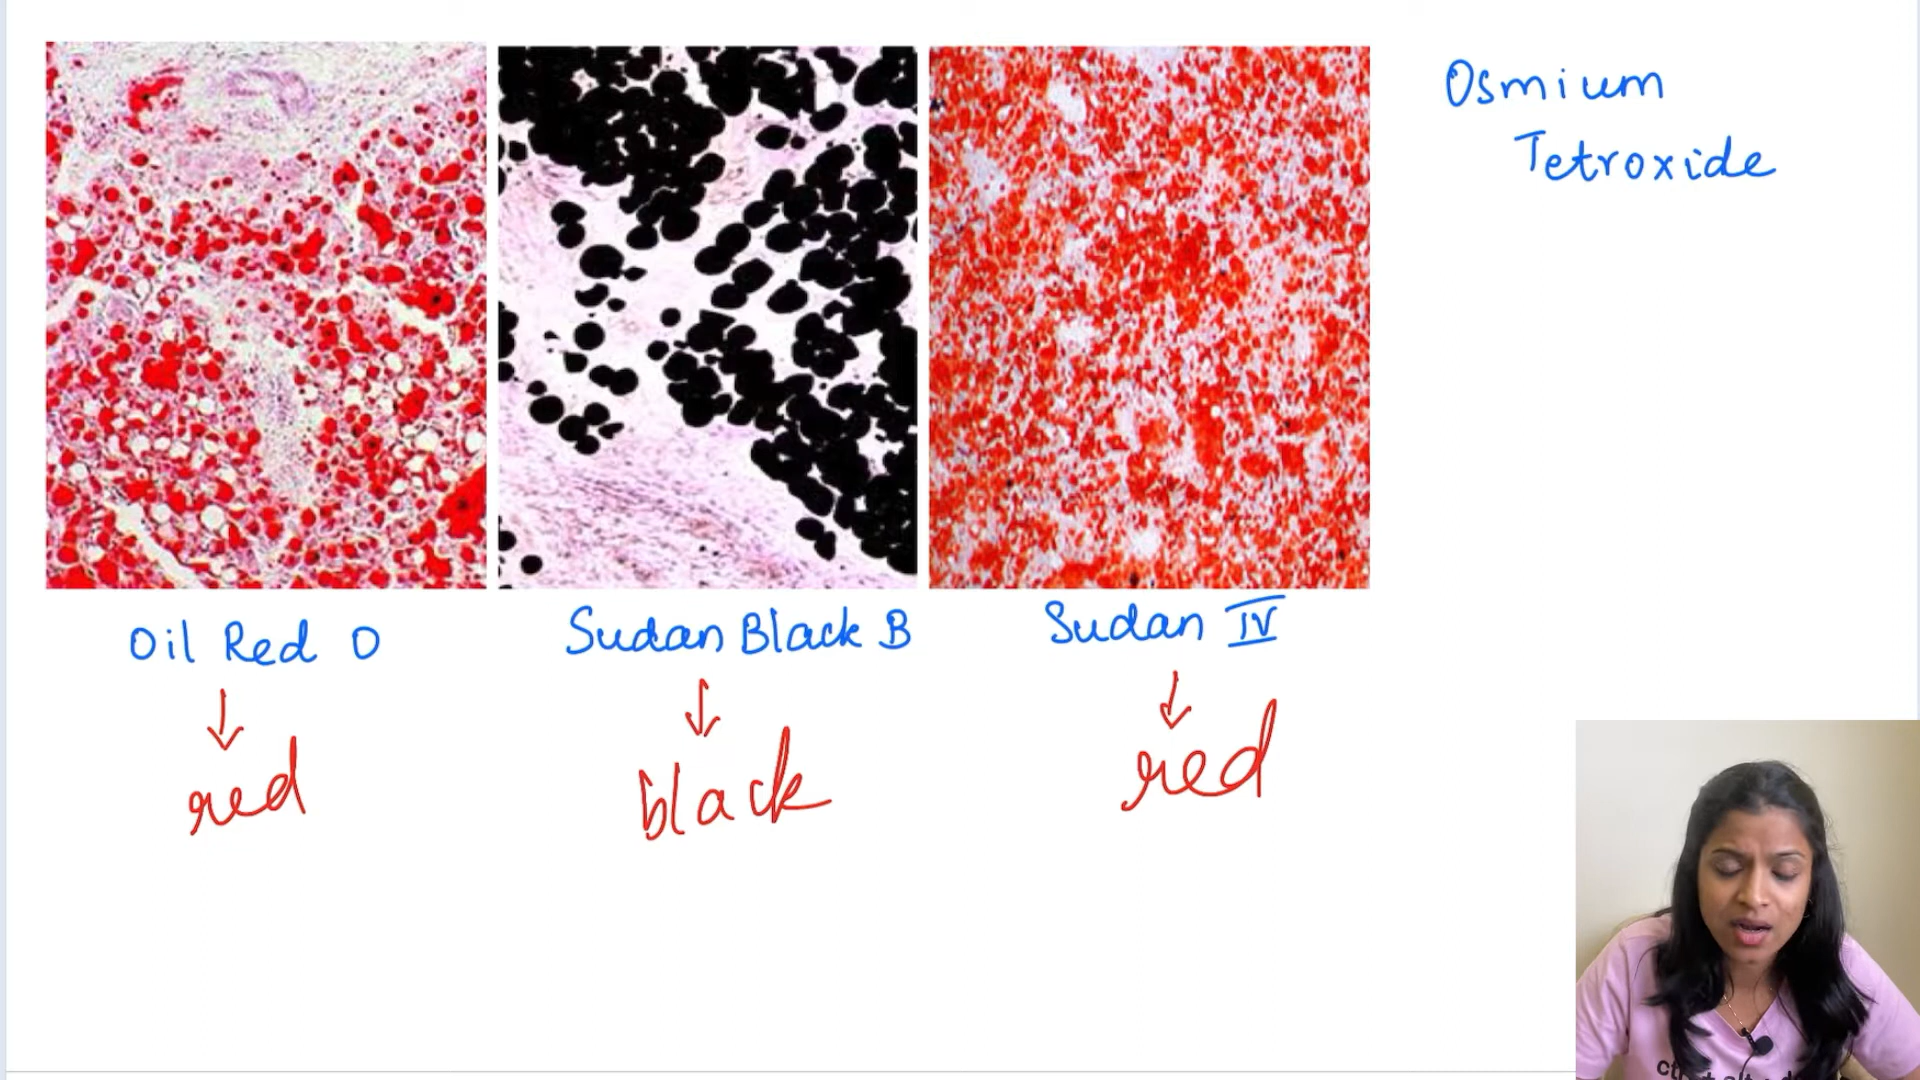 Osmium
Tetroxide
Oil Red O
Sudan Black B
Sudan IV
↓
↓
↓
red
black
red